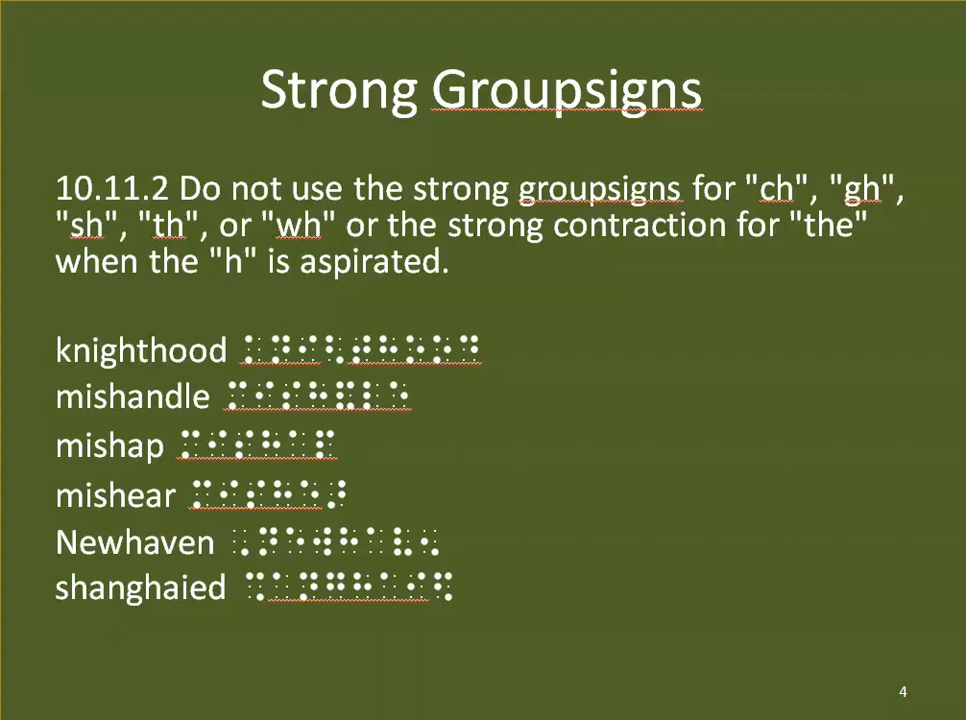 Strong Groupsigns
10.11.2 Do not use the strong groupsigns for "ch", "gh",
"sh", "th", or "wh" or the strong contraction for "the"
when the "h" is aspirated.
knighthood ⠅⠝⠊⠣⠞⠓⠕⠕⠙
mishandle ⠍⠊⠎⠓⠯⠇⠑
mishap ⠍⠊⠎⠓⠁⠏
mishear ⠍⠊⠎⠓⠑⠜
Newhaven ⠠⠝⠑⠺⠓⠁⠧⠢
shanghaied ⠩⠁⠝⠛⠓⠁⠊⠫
4